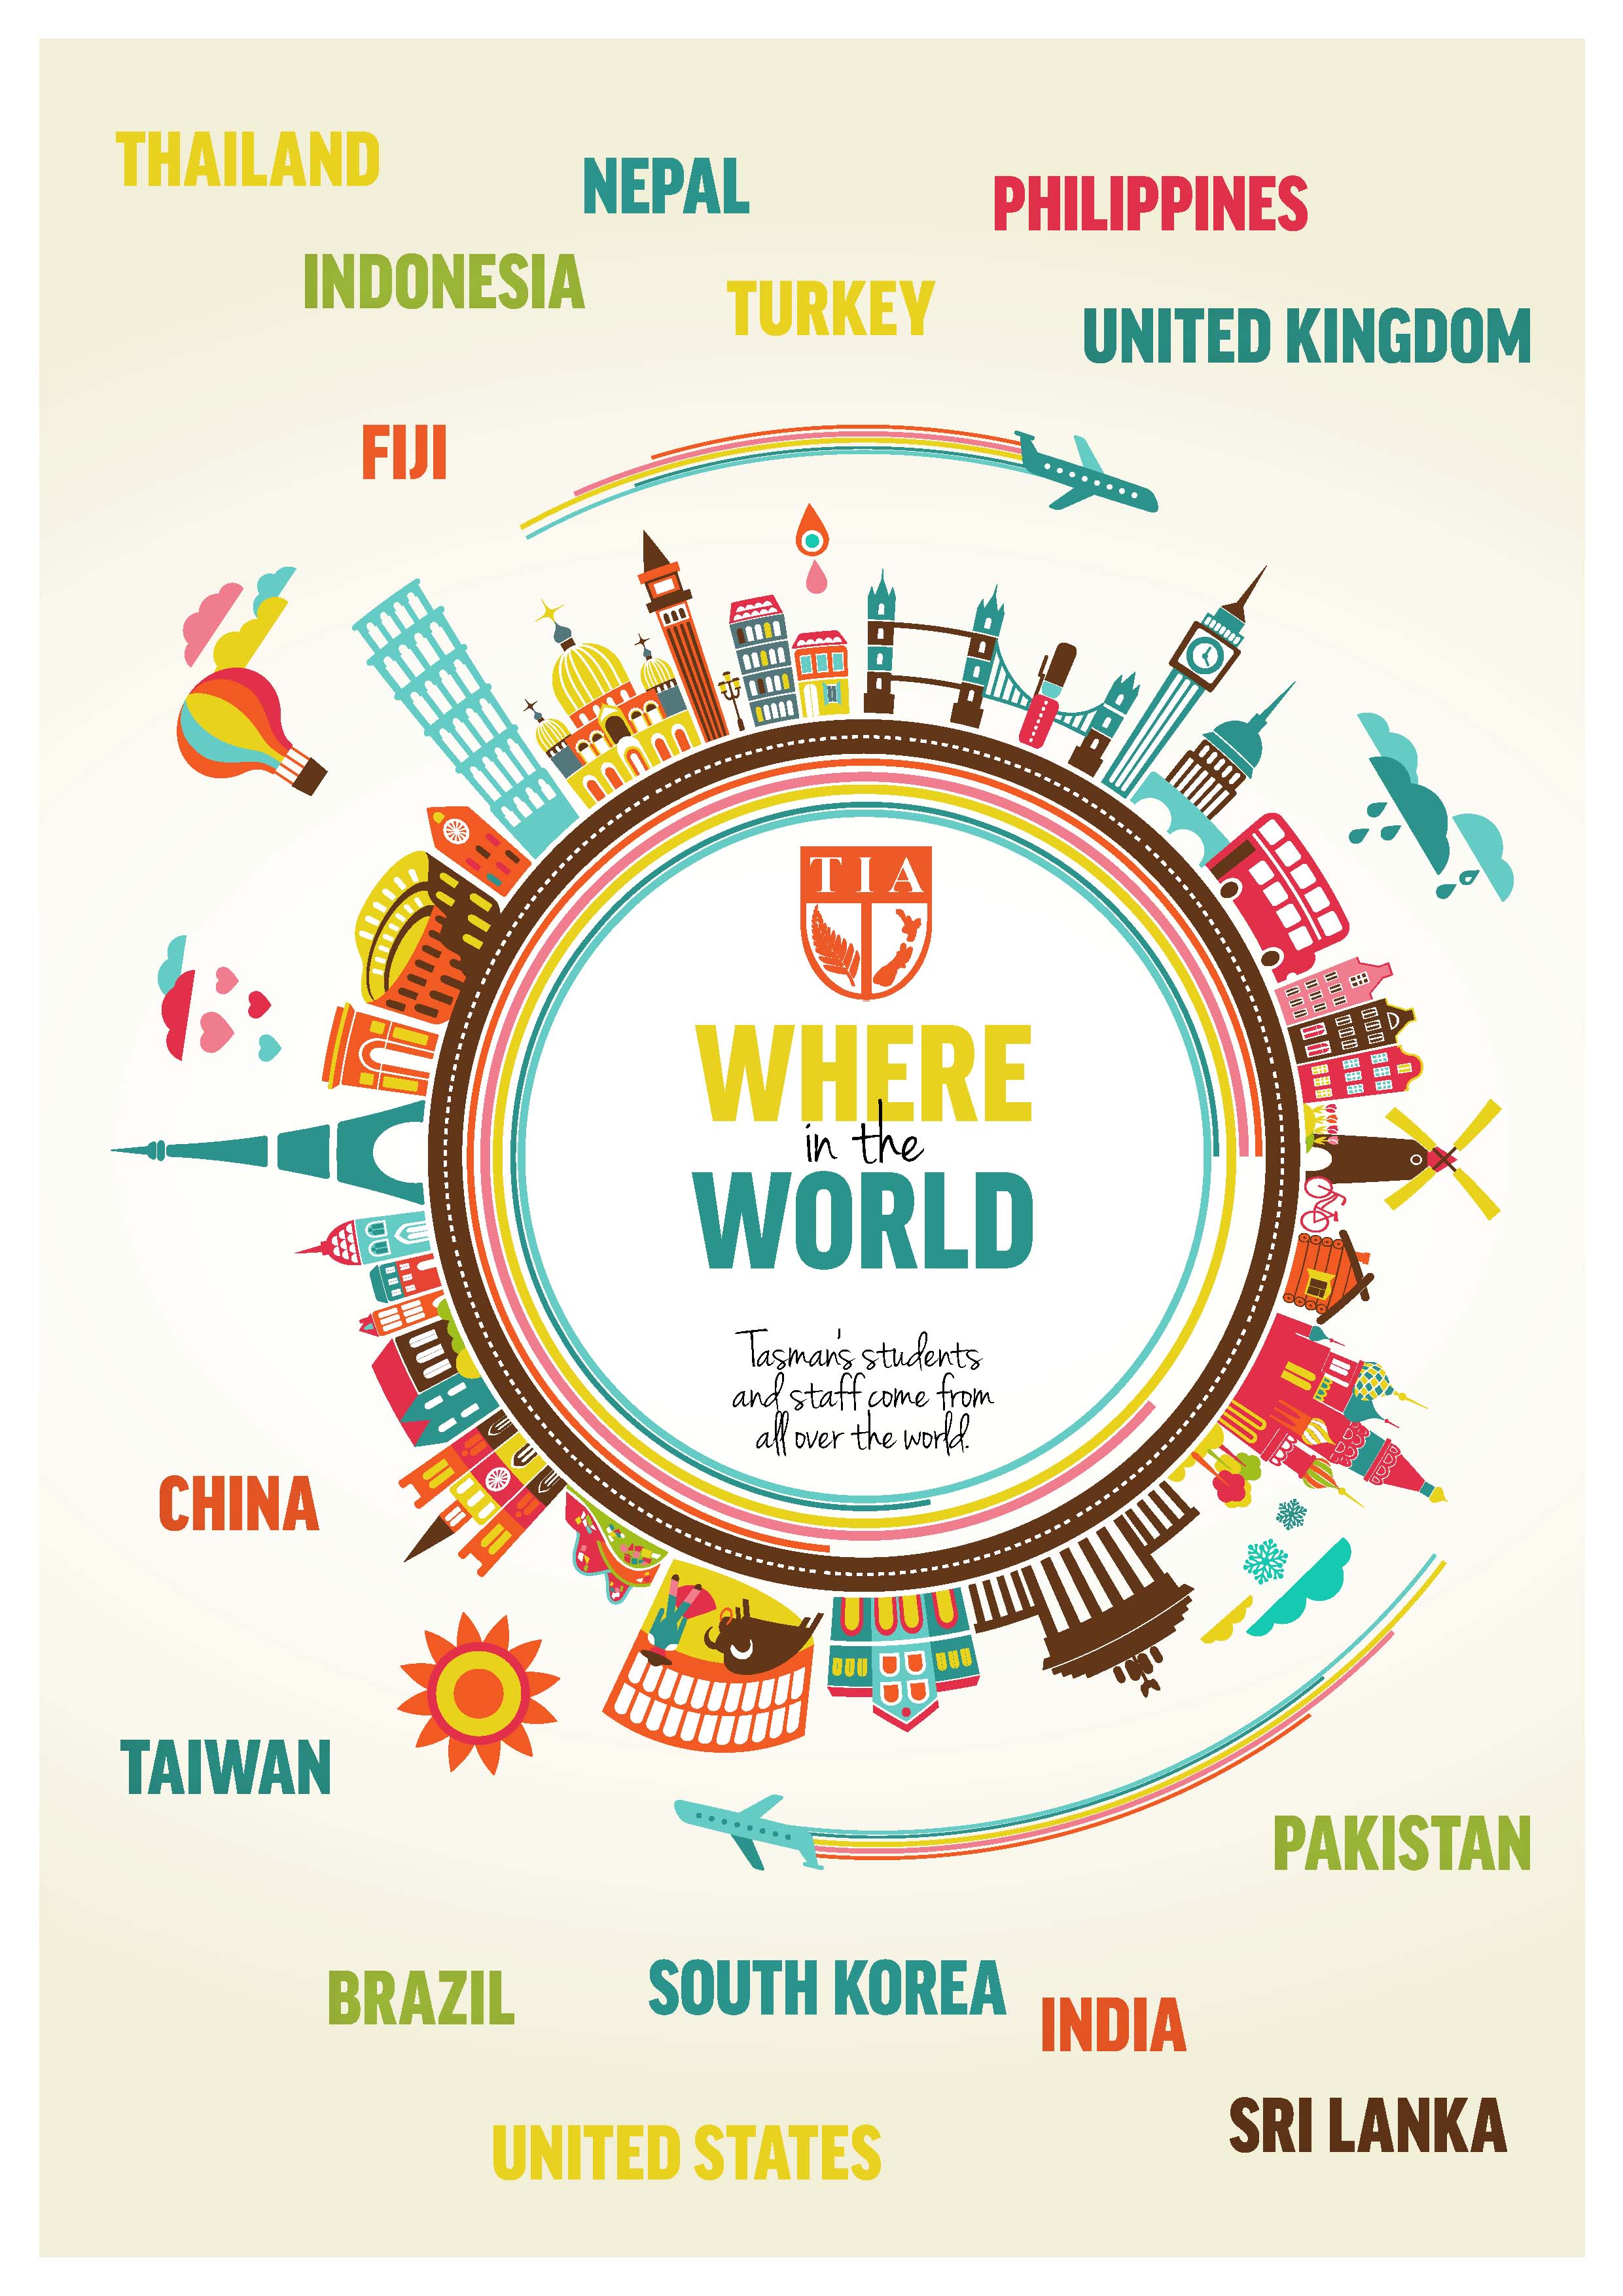 THAILAND
NEPAL
PHILIPPINES
INDONESIA
TURKEY
UNITED KINGDOM
FIJI
TIA
WHERE
in the
WORLD
Tasman's students
and staff come from
all over the world.
CHINA
TAIWAN
PAKISTAN
BRAZIL
SOUTH KOREA
INDIA
SRI LANKA
UNITED STATES